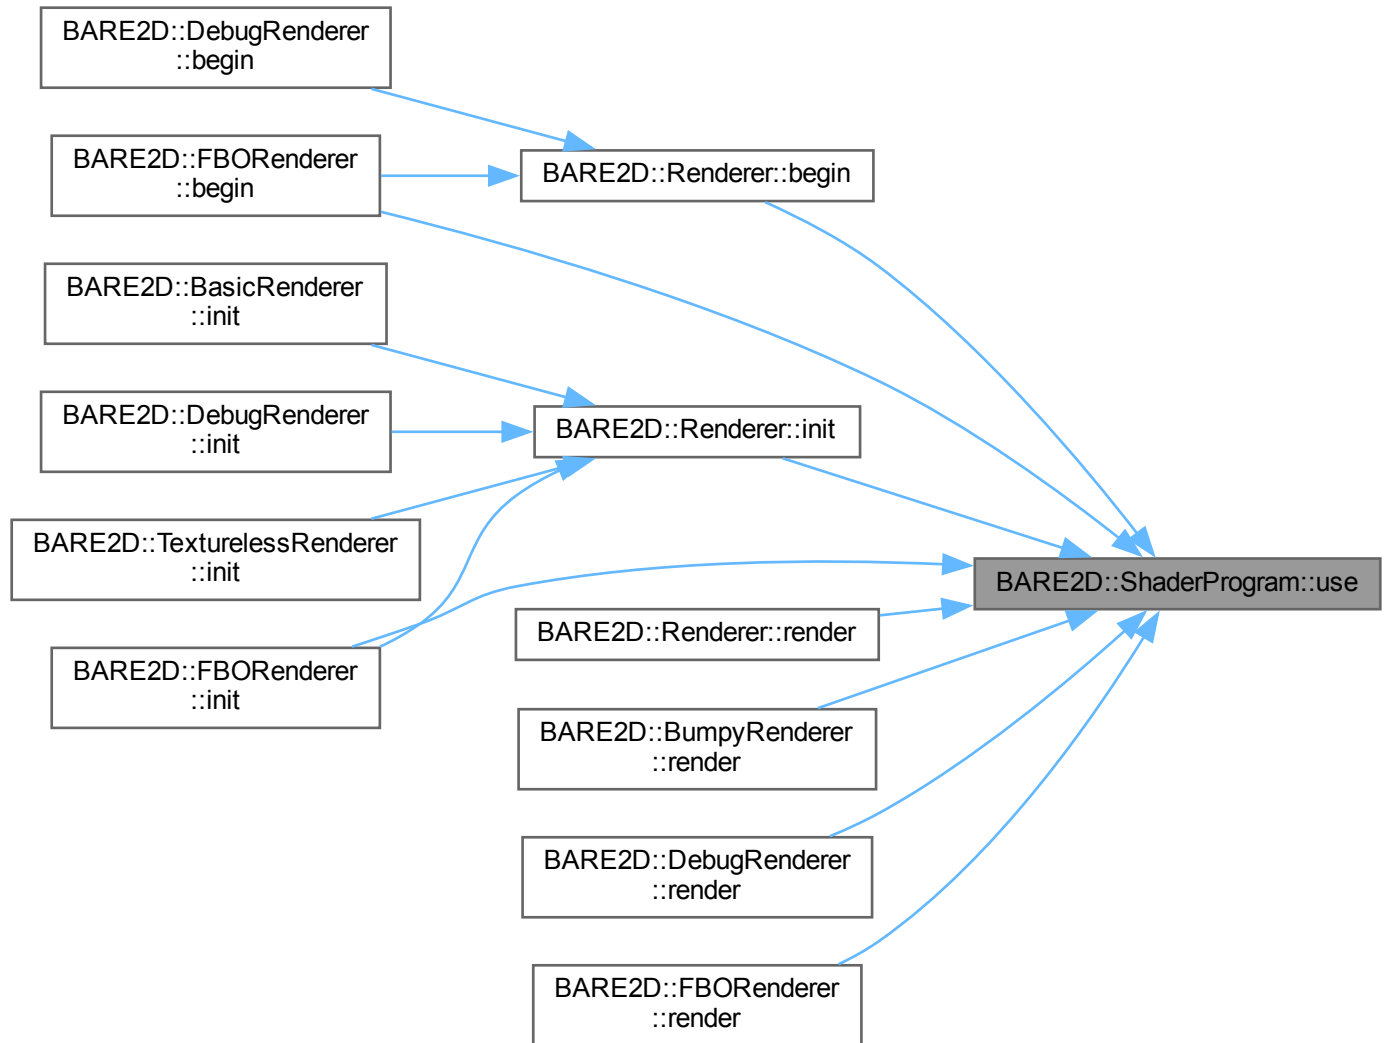 BARE2D::DebugRenderer
::begin
BARE2D::FBORenderer
::begin
BARE2D::Renderer::begin
BARE2D::BasicRenderer
::init
BARE2D::DebugRenderer
::init
BARE2D::Renderer::init
BARE2D::TexturelessRenderer
::init
BARE2D::ShaderProgram::use
BARE2D::FBORenderer
::init
BARE2D::Renderer::render
BARE2D::BumpyRenderer
::render
BARE2D::DebugRenderer
::render
BARE2D::FBORenderer
::render